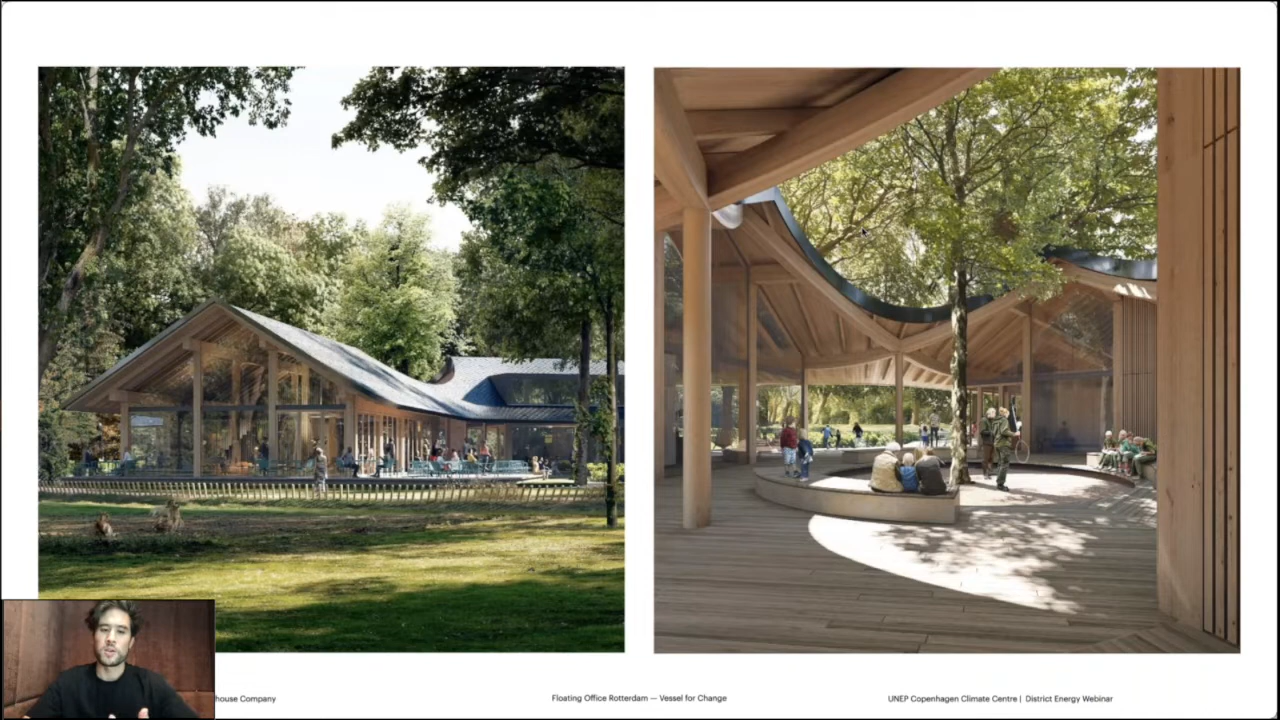 house Company
Floating Office Rotterdam — Vessel for Change
UNEP Copenhagen Climate Centre | District Energy Webinar